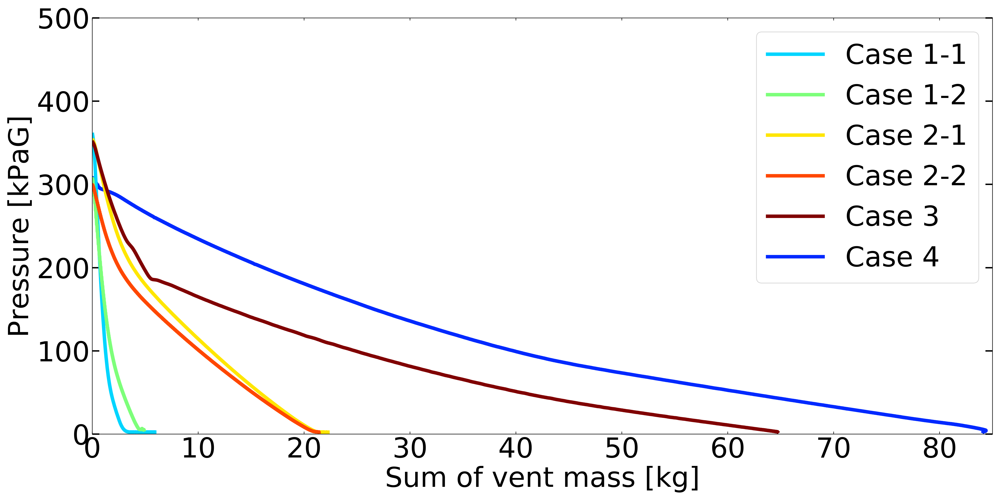 500
400
300
200
100
0
Pressure [kPaG]
0 10 20 30 40 50 60 70 80
Sum of vent mass [kg]
Case 1-1
Case 1-2
Case 2-1
Case 2-2
Case 3
Case 4